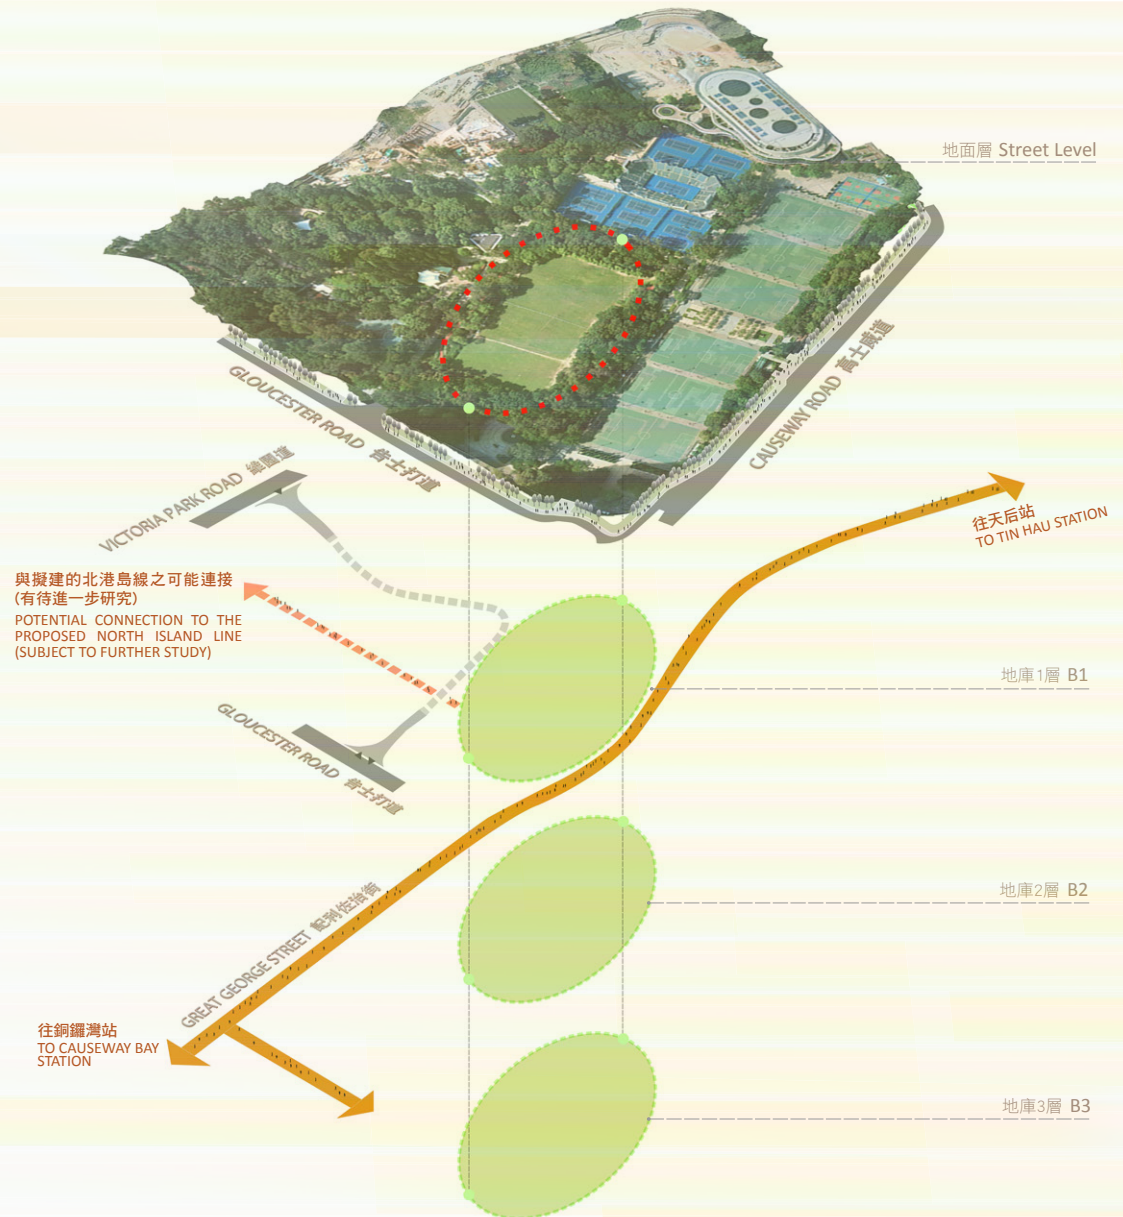 地面層 Street Level
GLOUCESTER ROAD 告士打道
CAUSEWAY ROAD 高士威道
VICTORIA PARK ROAD 維園道
往天后站
TO TIN HAU STATION
與擬建的北港島線之可能連接
(有待進一步研究)
POTENTIAL CONNECTION TO THE
PROPOSED NORTH ISLAND LINE
(SUBJECT TO FURTHER STUDY)
地庫1層 B1
GLOUCESTER ROAD 告士打道
地庫2層 B2
GREAT GEORGE STREET 記利佐治街
往銅鑼灣站
TO CAUSEWAY BAY
STATION
地庫3層 B3